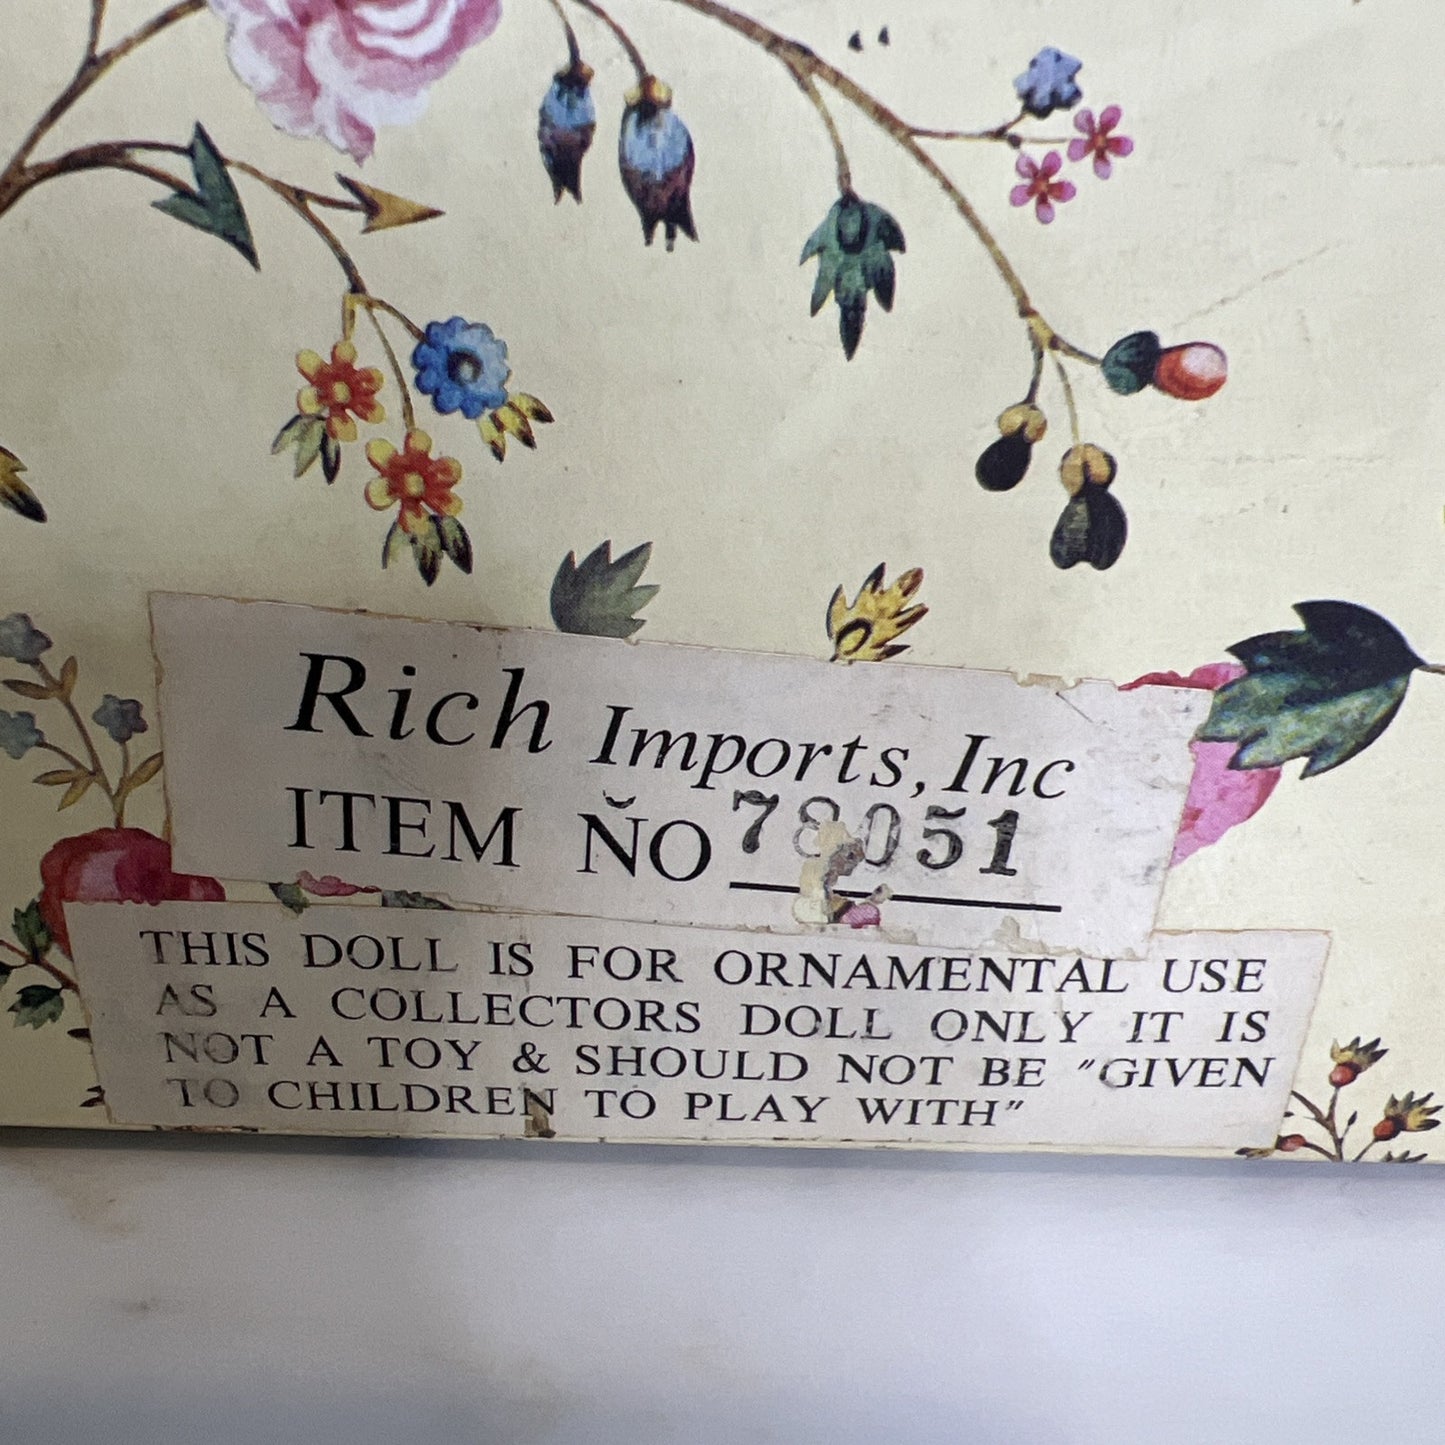 Rich Imports, Inc
ITEM NO 78051
THIS DOLL IS FOR ORNAMENTAL USE
AS A COLLECTORS DOLL ONLY IT IS
NOT A TOY & SHOULD NOT BE "GIVEN
TO CHILDREN TO PLAY WITH"